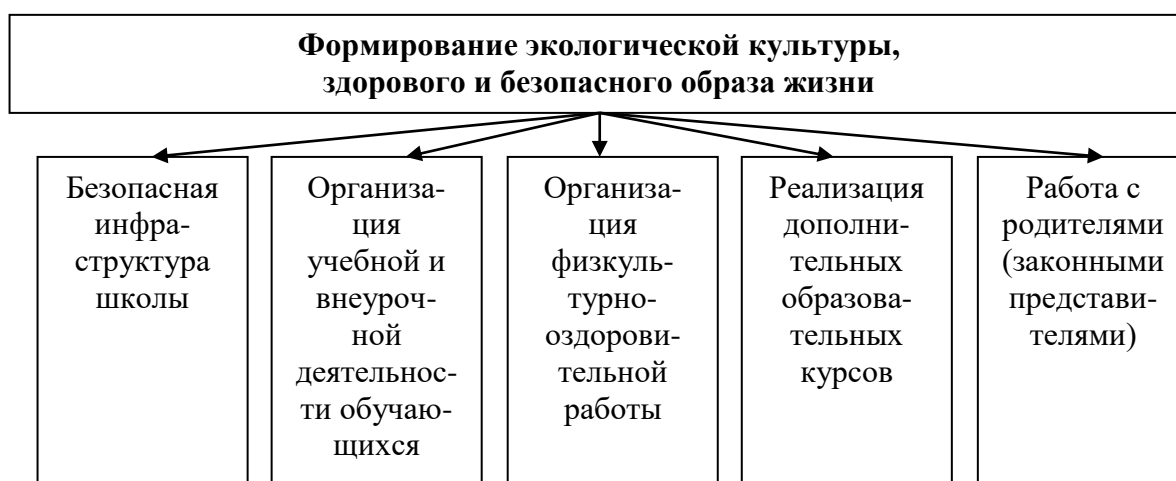 Формирование экологической культуры,
здорового и безопасного образа жизни
Безопасная
инфра-
структура
школы
Организа-
ция
учебной и
внеуроч-
ной
деятельнос-
ти обучаю-
щихся
Организа-
ция
физкуль-
турно-
оздорови-
тельной
работы
Реализация
дополни-
тельных
образова-
тельных
курсов
Работа с
родителями
(законными
представи-
телями)